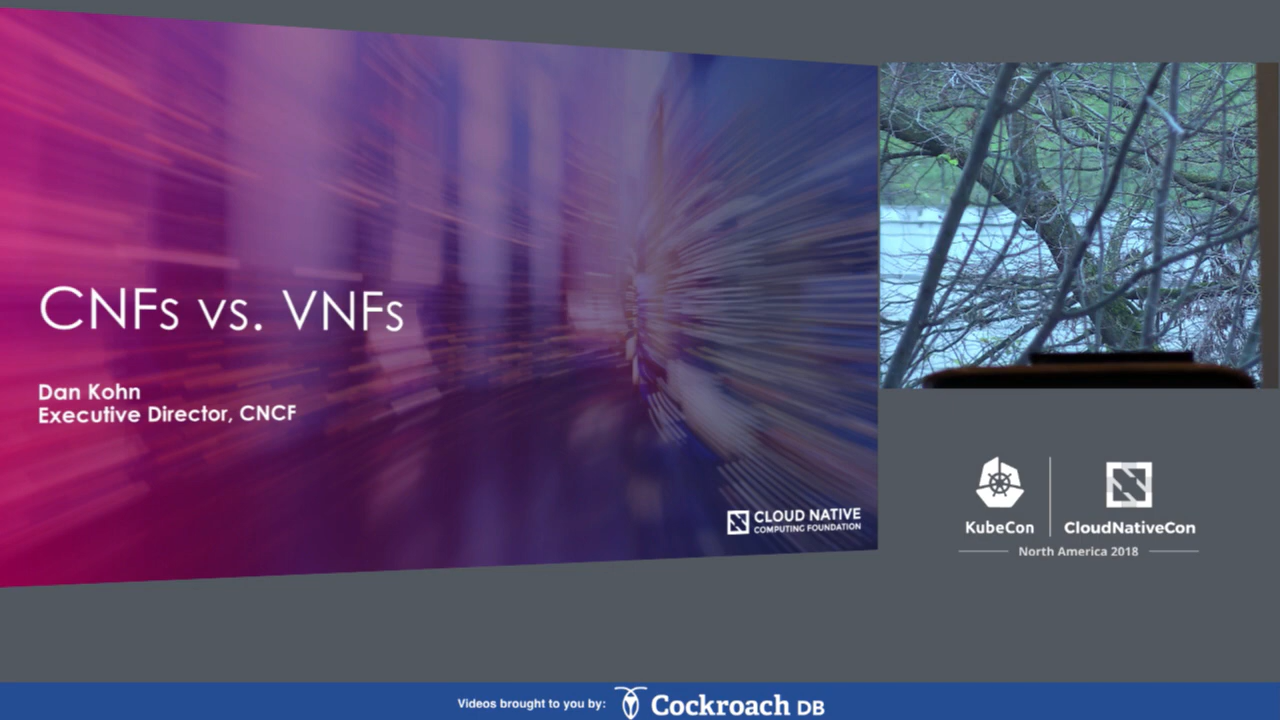 CNFs vs. VNFs
Dan Kohn
Executive Director, CNCF
CLOUD NATIVE
COMPUTING FOUNDATION
KubeCon
CloudNativeCon
North America 2018
Videos brought to you by:
Cockroach DB